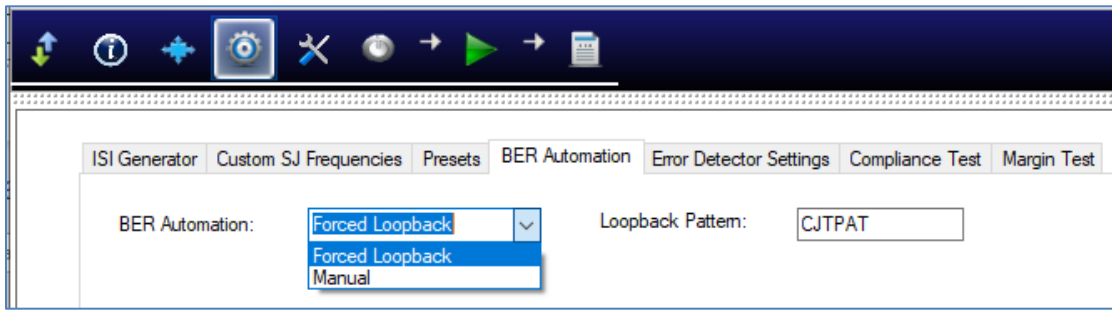 ISI Generator Custom SJ Frequencies Presets BER Automation Error Detector Settings Compliance Test Margin Test
BER Automation: Forced Loopback Loopback Pattern: CJTPAT
Forced Loopback
Manual